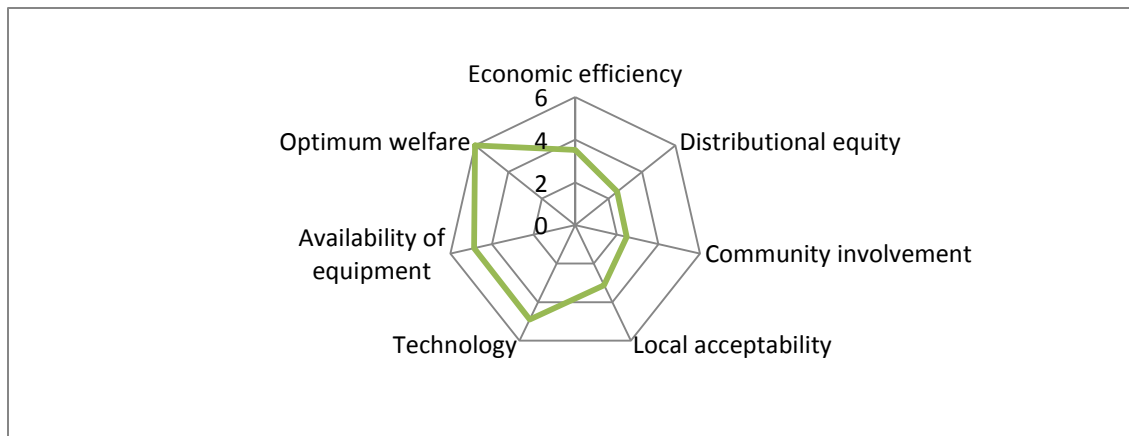 Economic efficiency
6
Optimum welfare
4
Distributional equity
2
Availability of
equipment
0
Community involvement
Technology
Local acceptability